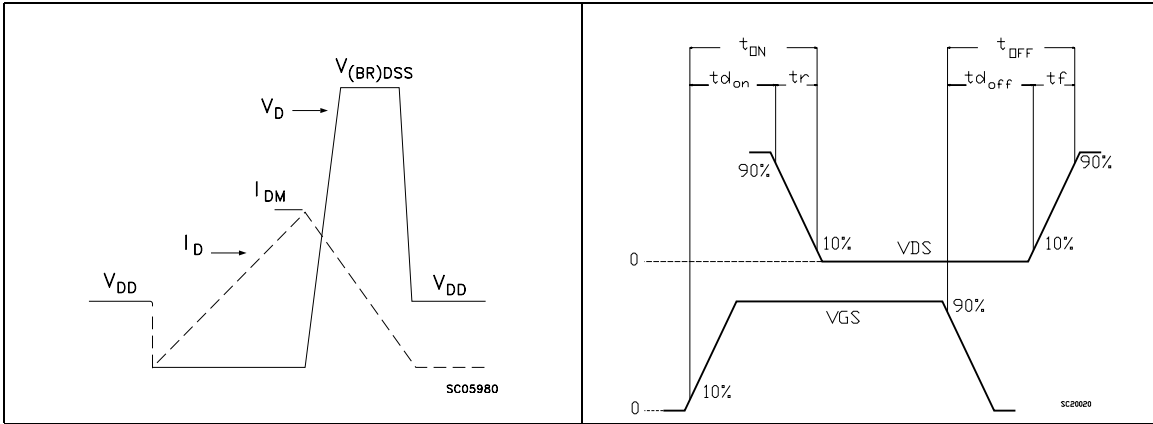 V(BR)DSS
VD
IDM
ID
VDD
VDD
SC05980
tON
tOFF
tdon
tr
tdoff
tf
90%
90%
10%
VDS
10%
0
90%
VGS
10%
0
SC20020